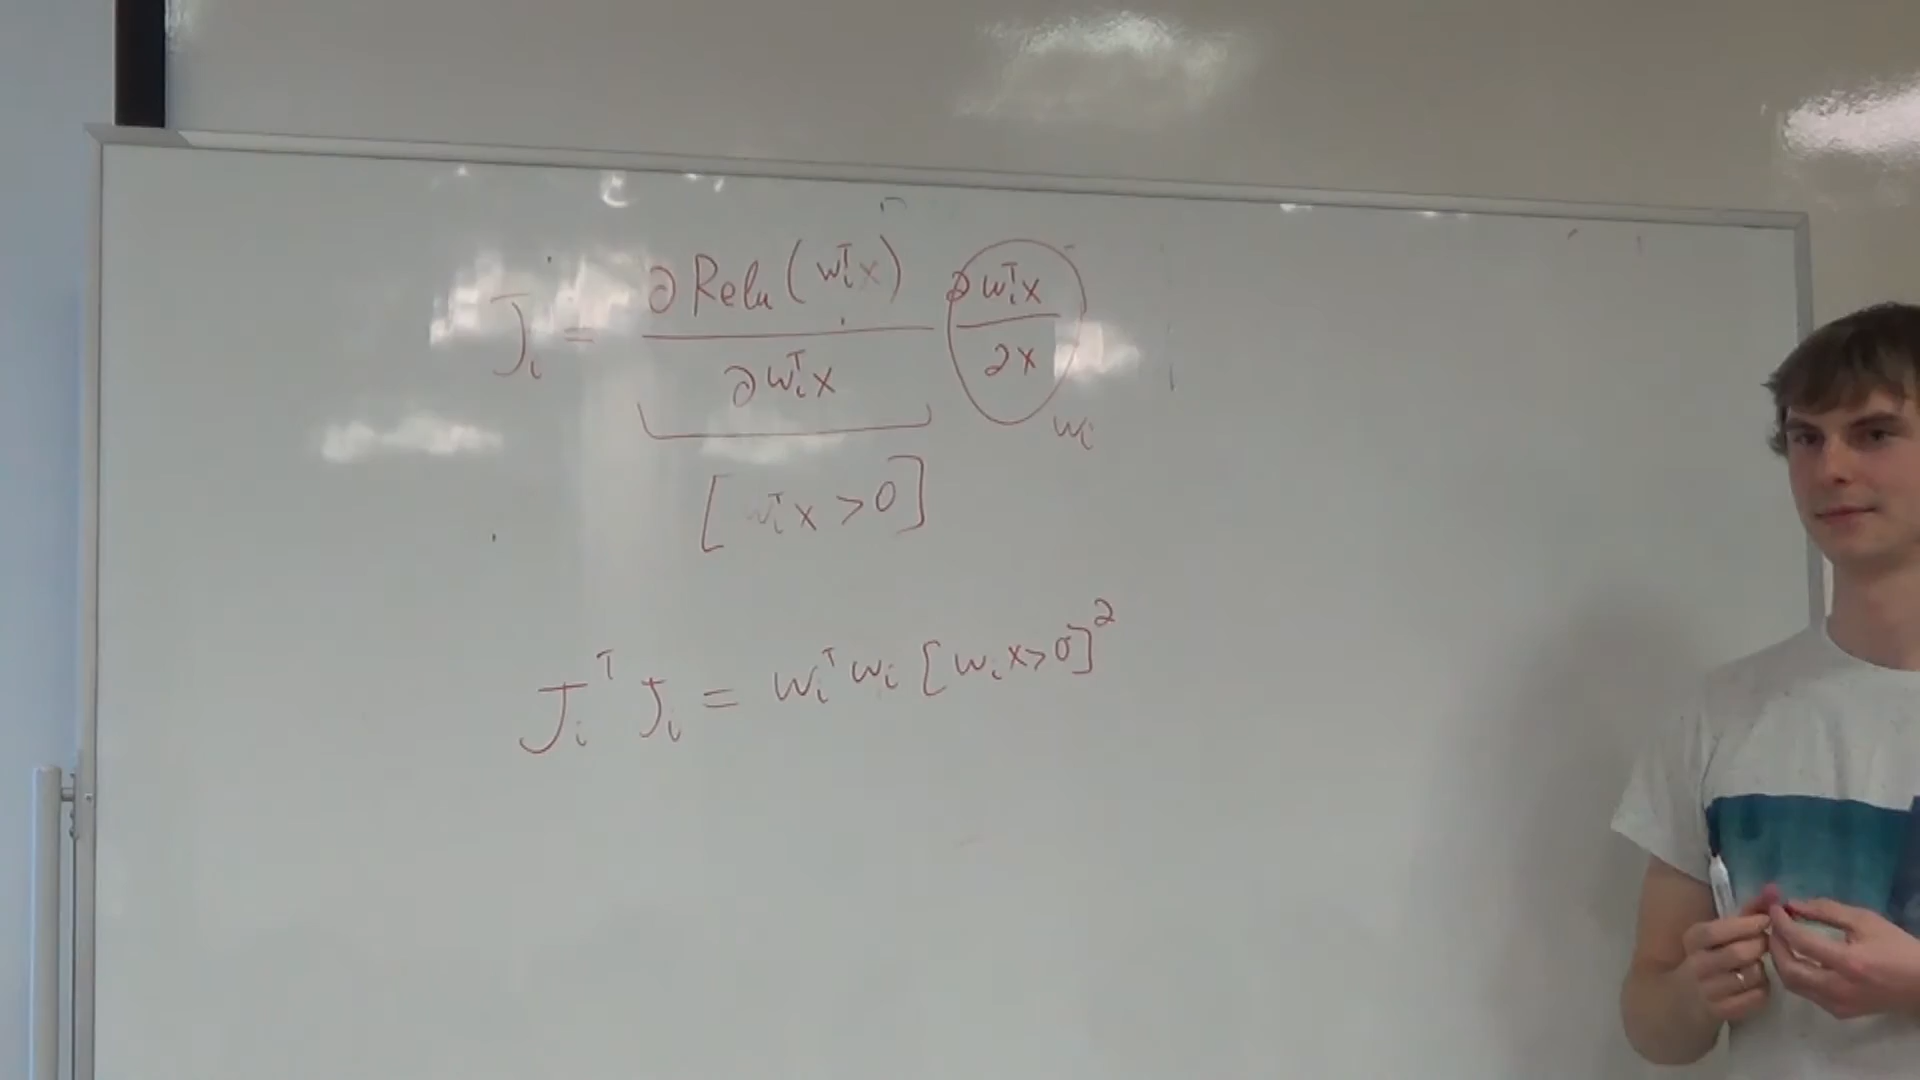 J_i = ∂Relu(w_i^T x) / ∂w_i^T x · ∂w_i^T x / ∂x
w_i
[w_i^T x > 0]
J_i^T J_i = w_i^T w_i [w_i x > 0]^2